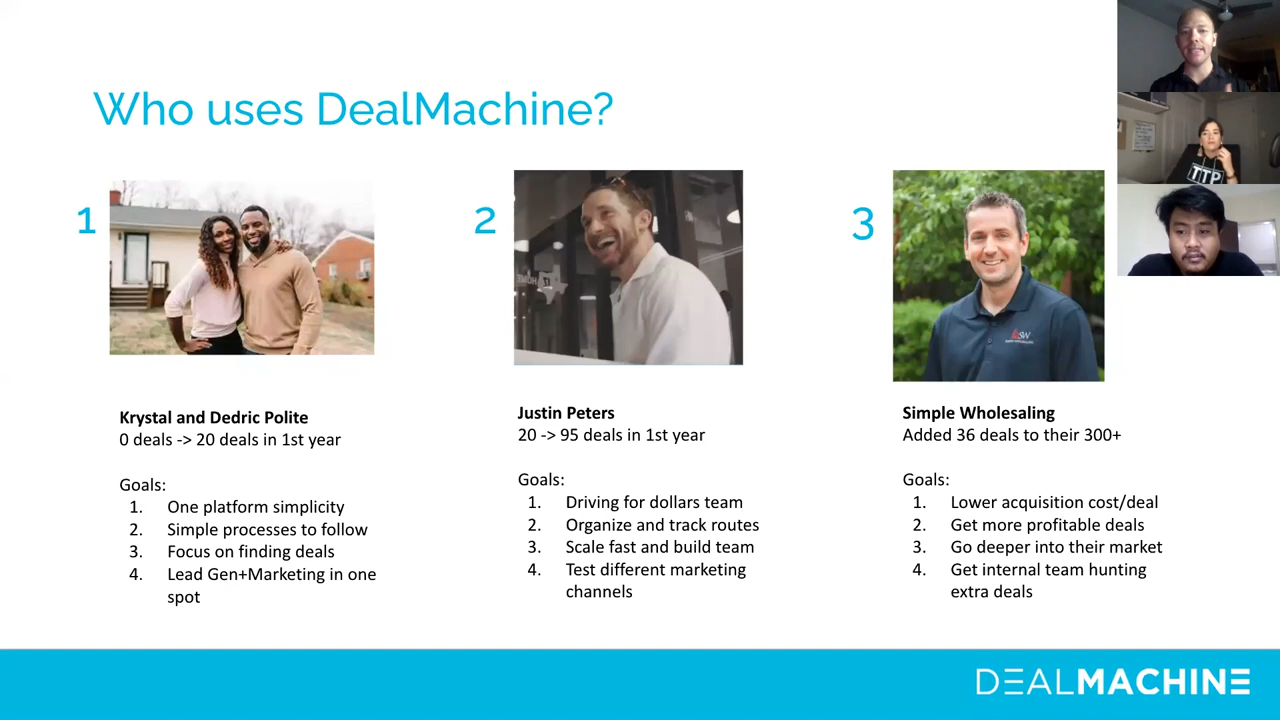 Who uses DealMachine?
1
2
3
TTP
SW
Krystal and Dedric Polite
0 deals -> 20 deals in 1st year
Goals:
1. One platform simplicity
2. Simple processes to follow
3. Focus on finding deals
4. Lead Gen+Marketing in one
spot
Justin Peters
20 -> 95 deals in 1st year
Goals:
1. Driving for dollars team
2. Organize and track routes
3. Scale fast and build team
4. Test different marketing
channels
Simple Wholesaling
Added 36 deals to their 300+
Goals:
1. Lower acquisition cost/deal
2. Get more profitable deals
3. Go deeper into their market
4. Get internal team hunting
extra deals
DEALMACHINE